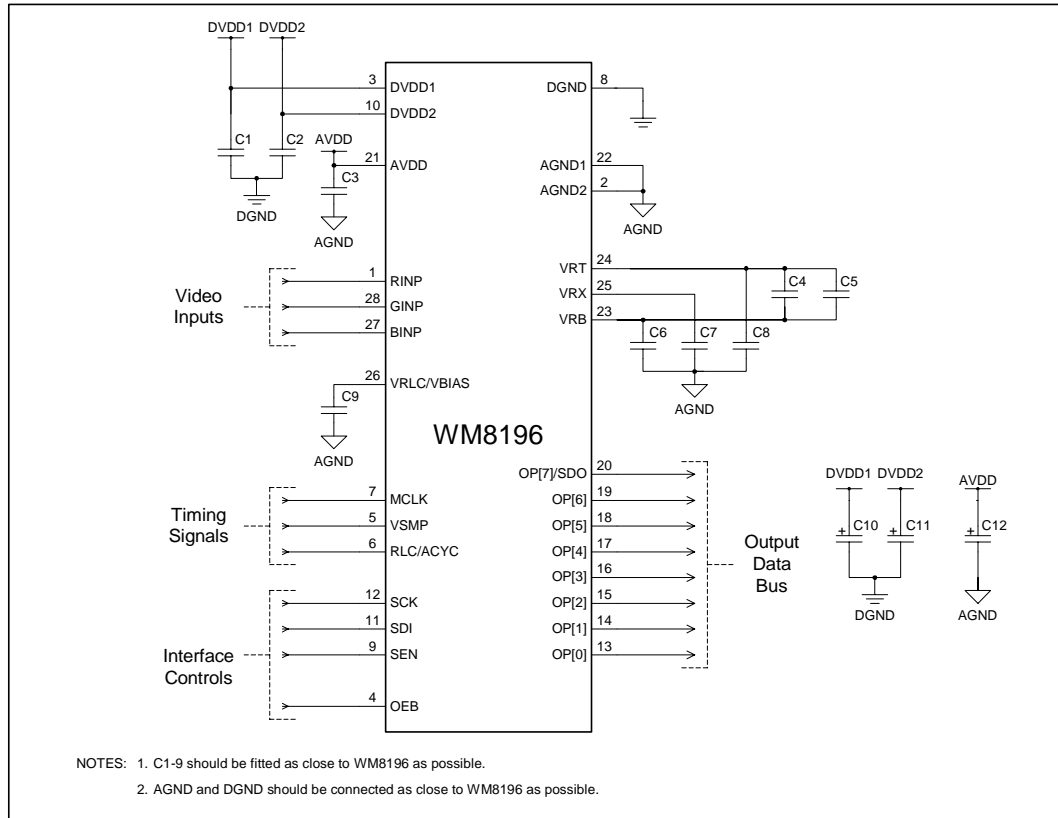 DVDD1 DVDD2
3 DVDD1
10 DVDD2
C1 C2
DGND
AVDD
21 AVDD
C3
AGND
DGND 8
AGND1 22
AGND2 2
AGND
Video
Inputs
1 RINP
28 GINP
27 BINP
VRT 24
VRX 25
VRB 23
C4 C5
C6 C7 C8
AGND
26 VRLC/VBIAS
C9
AGND
WM8196
Timing
Signals
7 MCLK
5 VSMP
6 RLC/ACYC
Interface
Controls
12 SCK
11 SDI
9 SEN
4 OEB
OP[7]/SDO 20
OP[6] 19
OP[5] 18
OP[4] 17
OP[3] 16
OP[2] 15
OP[1] 14
OP[0] 13
Output
Data
Bus
DVDD1 DVDD2
+ C10 + C11
DGND
AVDD
+ C12
AGND
NOTES: 1. C1-9 should be fitted as close to WM8196 as possible.
2. AGND and DGND should be connected as close to WM8196 as possible.